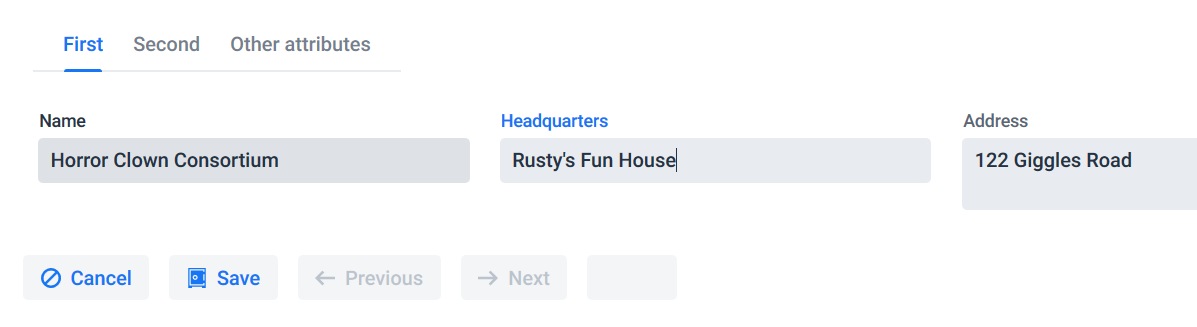 First Second Other attributes
Name Headquarters Address
Horror Clown Consortium Rusty's Fun House 122 Giggles Road
Cancel Save Previous Next